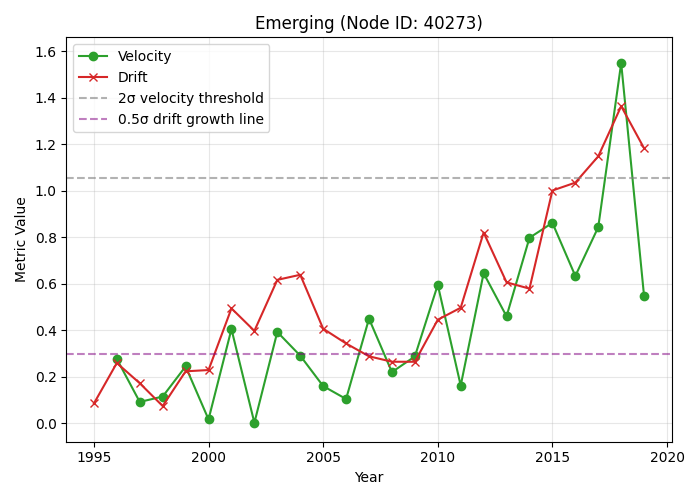 Emerging (Node ID: 40273)
Velocity
Drift
2σ velocity threshold
0.5σ drift growth line
Metric Value
1.6
1.4
1.2
1.0
0.8
0.6
0.4
0.2
0.0
1995 2000 2005 2010 2015 2020
Year